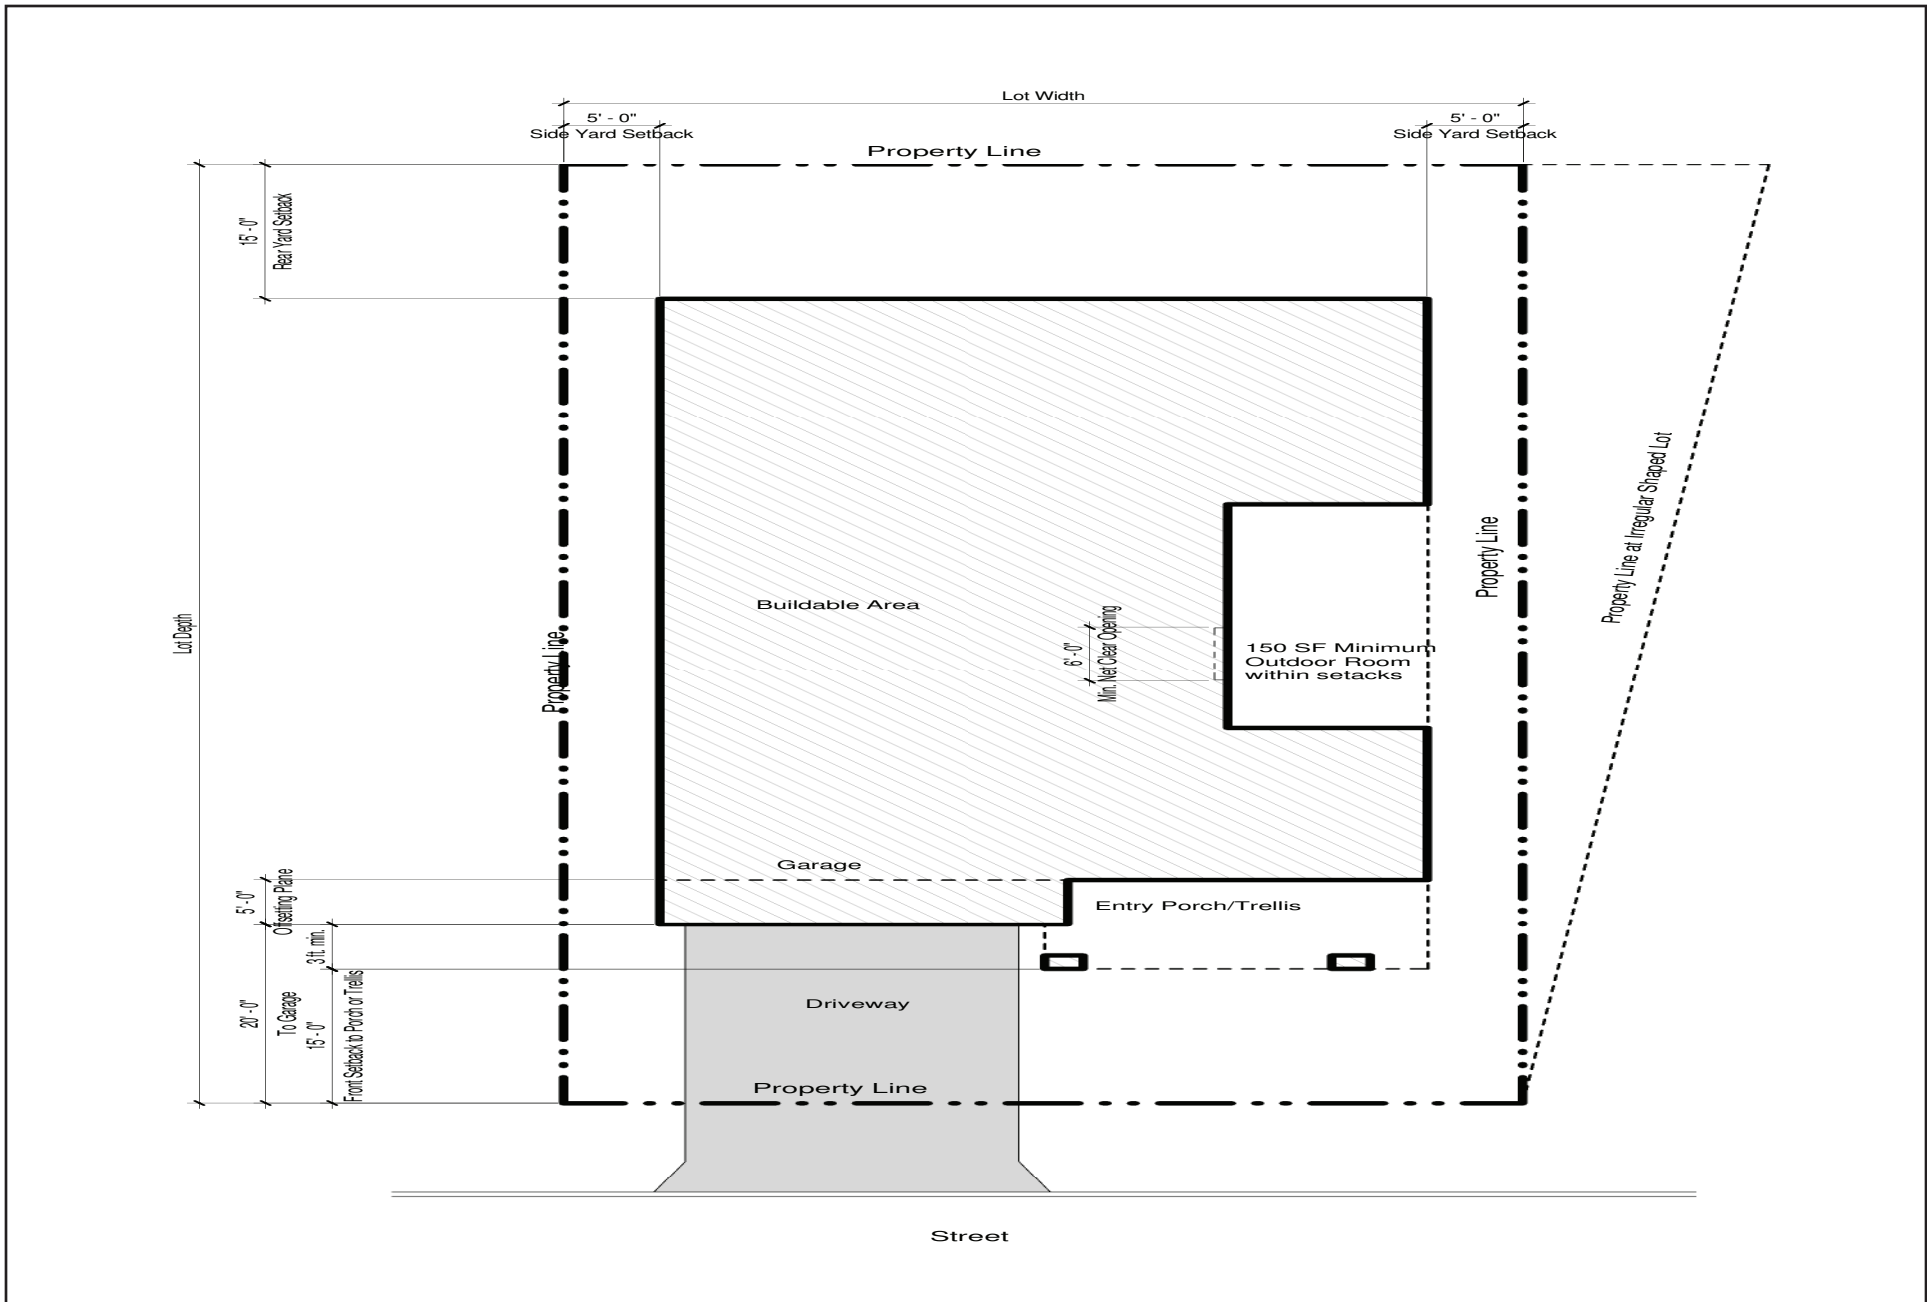 Lot Width
5' - 0"
Side Yard Setback
5' - 0"
Side Yard Setback
Property Line
15' - 0"
Rear Yard Setback
Property Line at Irregular Shaped Lot
Property Line
Lot Depth
Property Line
Buildable Area
6' - 0"
Min. Net Clear Opening
150 SF Minimum
Outdoor Room
within setacks
Garage
5' - 0"
Offsetting Plane
Entry Porch/Trellis
3 ft. min.
20' - 0"
To Garage
15' - 0"
Front Setback to Porch or Trellis
Driveway
Property Line
Street